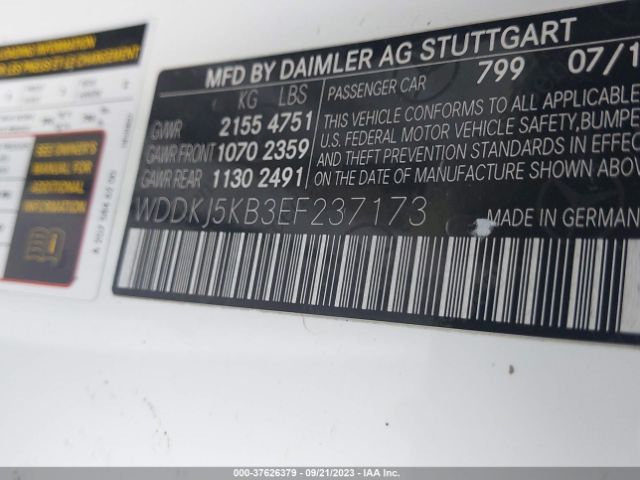 LOADING INFORMATION
SEE OWNER'S
MANUAL FOR
ADDITIONAL
INFORMATION
MFD BY DAIMLER AG STUTTGART
KG LBS
GVWR 2155 4751
GAWR FRONT 1070 2359
GAWR REAR 1130 2491
PASSENGER CAR 799 07/1
THIS VEHICLE CONFORMS TO ALL APPLICABLE
U.S. FEDERAL MOTOR VEHICLE SAFETY, BUMPE
AND THEFT PREVENTION STANDARDS IN EFFEC
ON THE DATE OF MANUFACTURE SHOWN ABOV
WDDKJ5KB3EF237173
MADE IN GERMAN
000-37626379 - 09/21/2023 - IAA Inc.